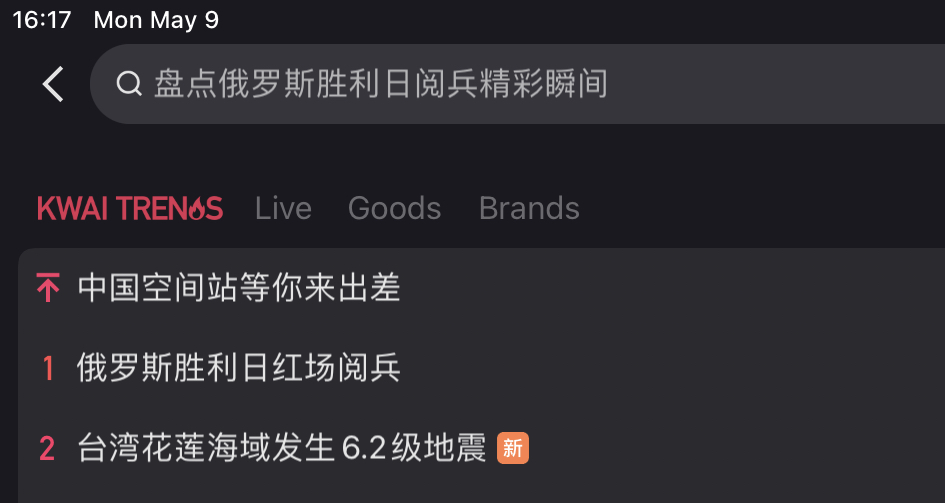 16:17 Mon May 9
盘点俄罗斯胜利日阅兵精彩瞬间
KWAI TRENDS Live Goods Brands
中国空间站等你来出差
1 俄罗斯胜利日红场阅兵
2 台湾花莲海域发生6.2级地震 新